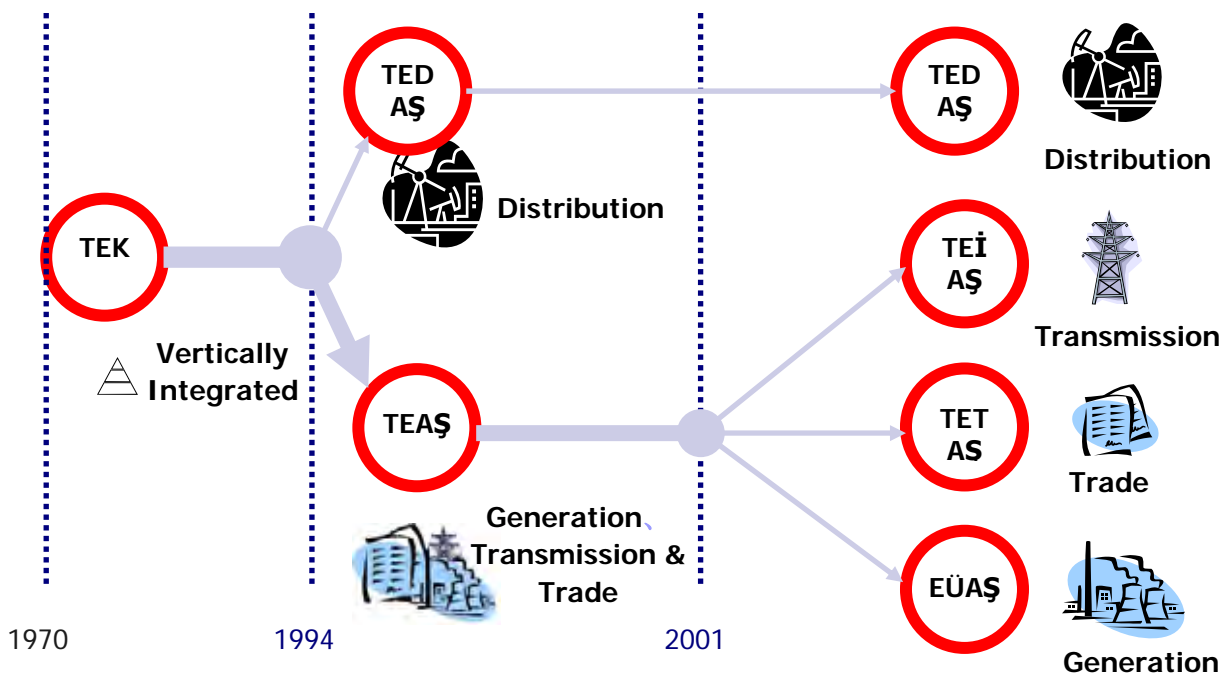 TED
AŞ
Distribution
TEK
Vertically
Integrated
TEAŞ
Generation、
Transmission &
Trade
TED
AŞ
Distribution
TEİ
AŞ
Transmission
TET
AŞ
Trade
EÜAŞ
Generation
1970
1994
2001